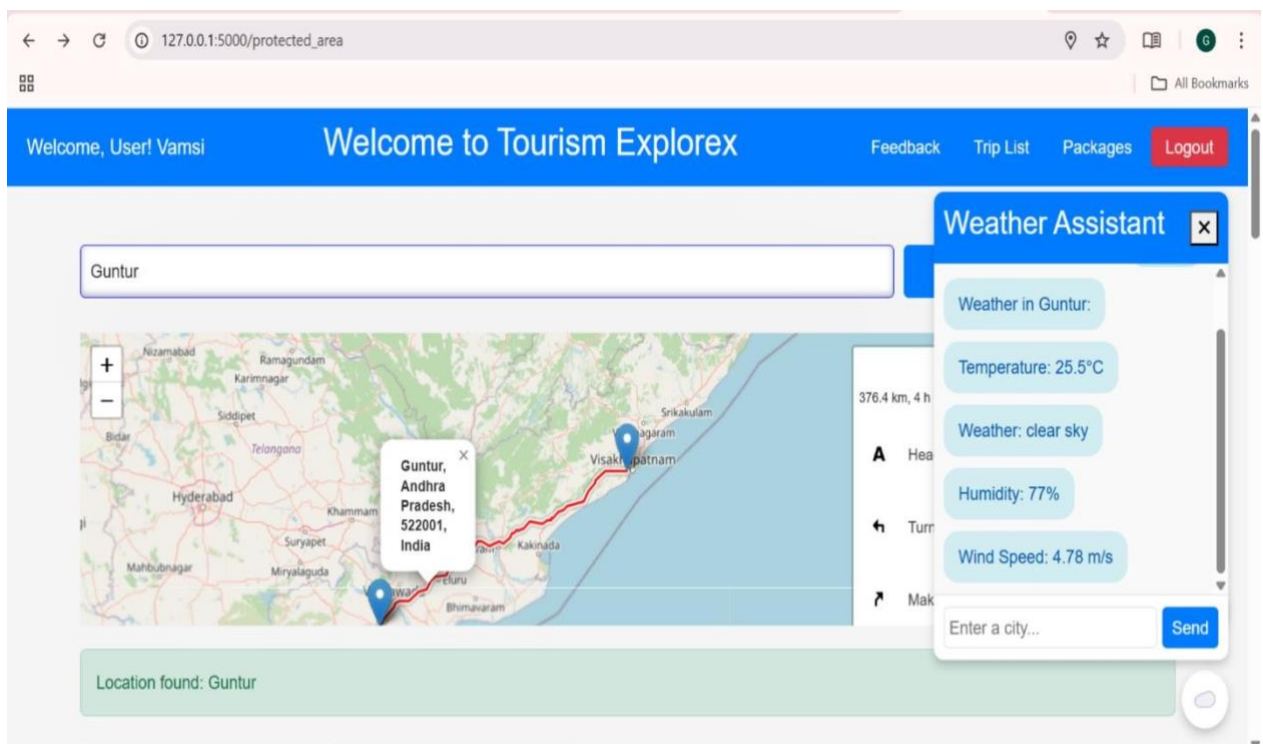 127.0.0.1:5000/protected_area
G
All Bookmarks
Welcome, User! Vamsi
Welcome to Tourism Explorex
Feedback
Trip List
Packages
Logout
Weather Assistant
×
Guntur
Weather in Guntur:
Temperature: 25.5°C
Weather: clear sky
Humidity: 77%
Wind Speed: 4.78 m/s
Enter a city...
Send
+
−
Nizamabad
Ramagundam
Karimnagar
Siddipet
Bidar
Telangana
Hyderabad
Khammam
Suryapet
Mahbubnagar
Miryalaguda
Srikakulam
Kakinada
Eluru
Bhimavaram
×
Guntur,
Andhra
Pradesh,
522001,
India
376.4 km, 4 h
A
Hea
Turn
Mak
Location found: Guntur